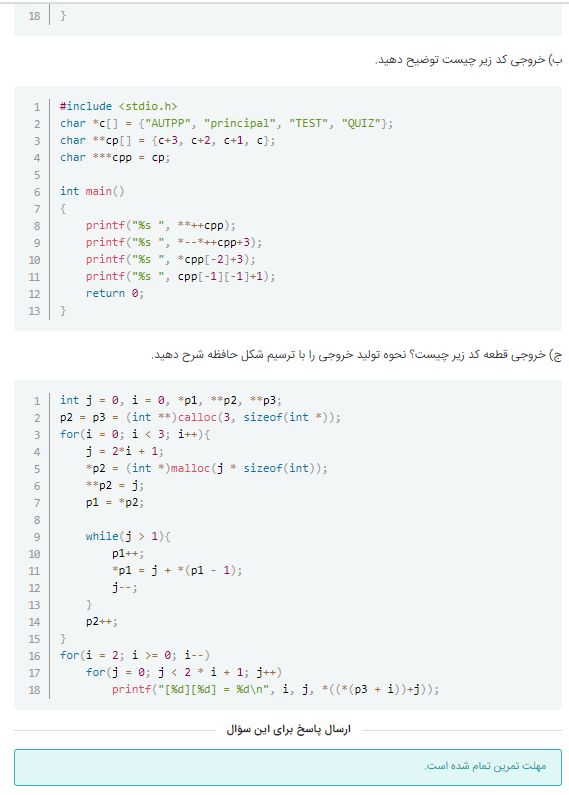 18 }
ب) خروجی کد زیر چیست توضیح دهید.
1 #include <stdio.h>
2 char *c[] = {"AUTPP", "principal", "TEST", "QUIZ"};
3 char **cp[] = {c+3, c+2, c+1, c};
4 char ***cpp = cp;
5
6 int main()
7 {
8 printf("%s ", **++cpp);
9 printf("%s ", *--*++cpp+3);
10 printf("%s ", *cpp[-2]+3);
11 printf("%s ", cpp[-1][-1]+1);
12 return 0;
13 }
ج) خروجی قطعه کد زیر چیست؟ نحوه تولید خروجی را با ترسیم شکل حافظه شرح دهید.
1 int j = 0, i = 0, *p1, **p2, **p3;
2 p2 = p3 = (int **)calloc(3, sizeof(int *));
3 for(i = 0; i < 3; i++){
4 j = 2*i + 1;
5 *p2 = (int *)malloc(j * sizeof(int));
6 **p2 = j;
7 p1 = *p2;
8
9 while(j > 1){
10 p1++;
11 *p1 = j + *(p1 - 1);
12 j--;
13 }
14 p2++;
15 }
16 for(i = 2; i >= 0; i--)
17 for(j = 0; j < 2 * i + 1; j++)
18 printf("[%d][%d] = %d\n", i, j, *((*(p3 + i))+j));
ارسال پاسخ برای این سؤال
مهلت تمرین تمام شده است.